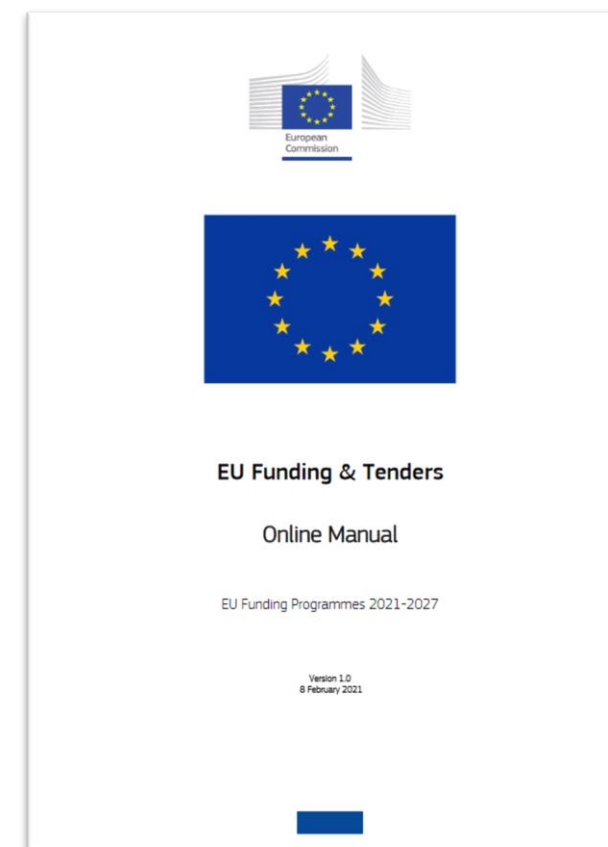 European
Commission
EU Funding & Tenders
Online Manual
EU Funding Programmes 2021-2027
Version 1.0
8 February 2021